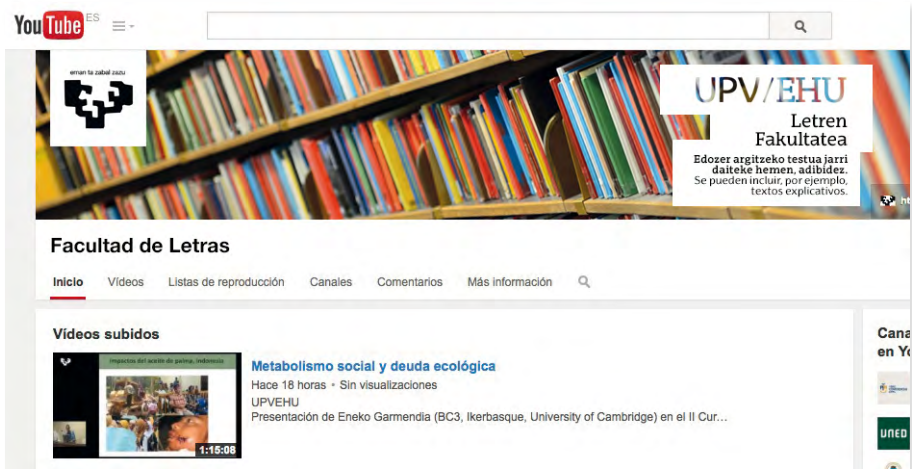 YouTube ES
eman ta zabal zazu
UPV/EHU
Letren
Fakultatea
Edozer argitzeko testua jarri
daiteke hemen, adibidez.
Se pueden incluir, por ejemplo,
textos explicativos.
ht
Facultad de Letras
Inicio Vídeos Listas de reproducción Canales Comentarios Más información
Vídeos subidos
Impactos del aceite de palma, Indonesia
1:15:08
Metabolismo social y deuda ecológica
Hace 18 horas • Sin visualizaciones
UPVEHU
Presentación de Eneko Garmendia (BC3, Ikerbasque, University of Cambridge) en el II Cur...
Cana
en Yo
UNED